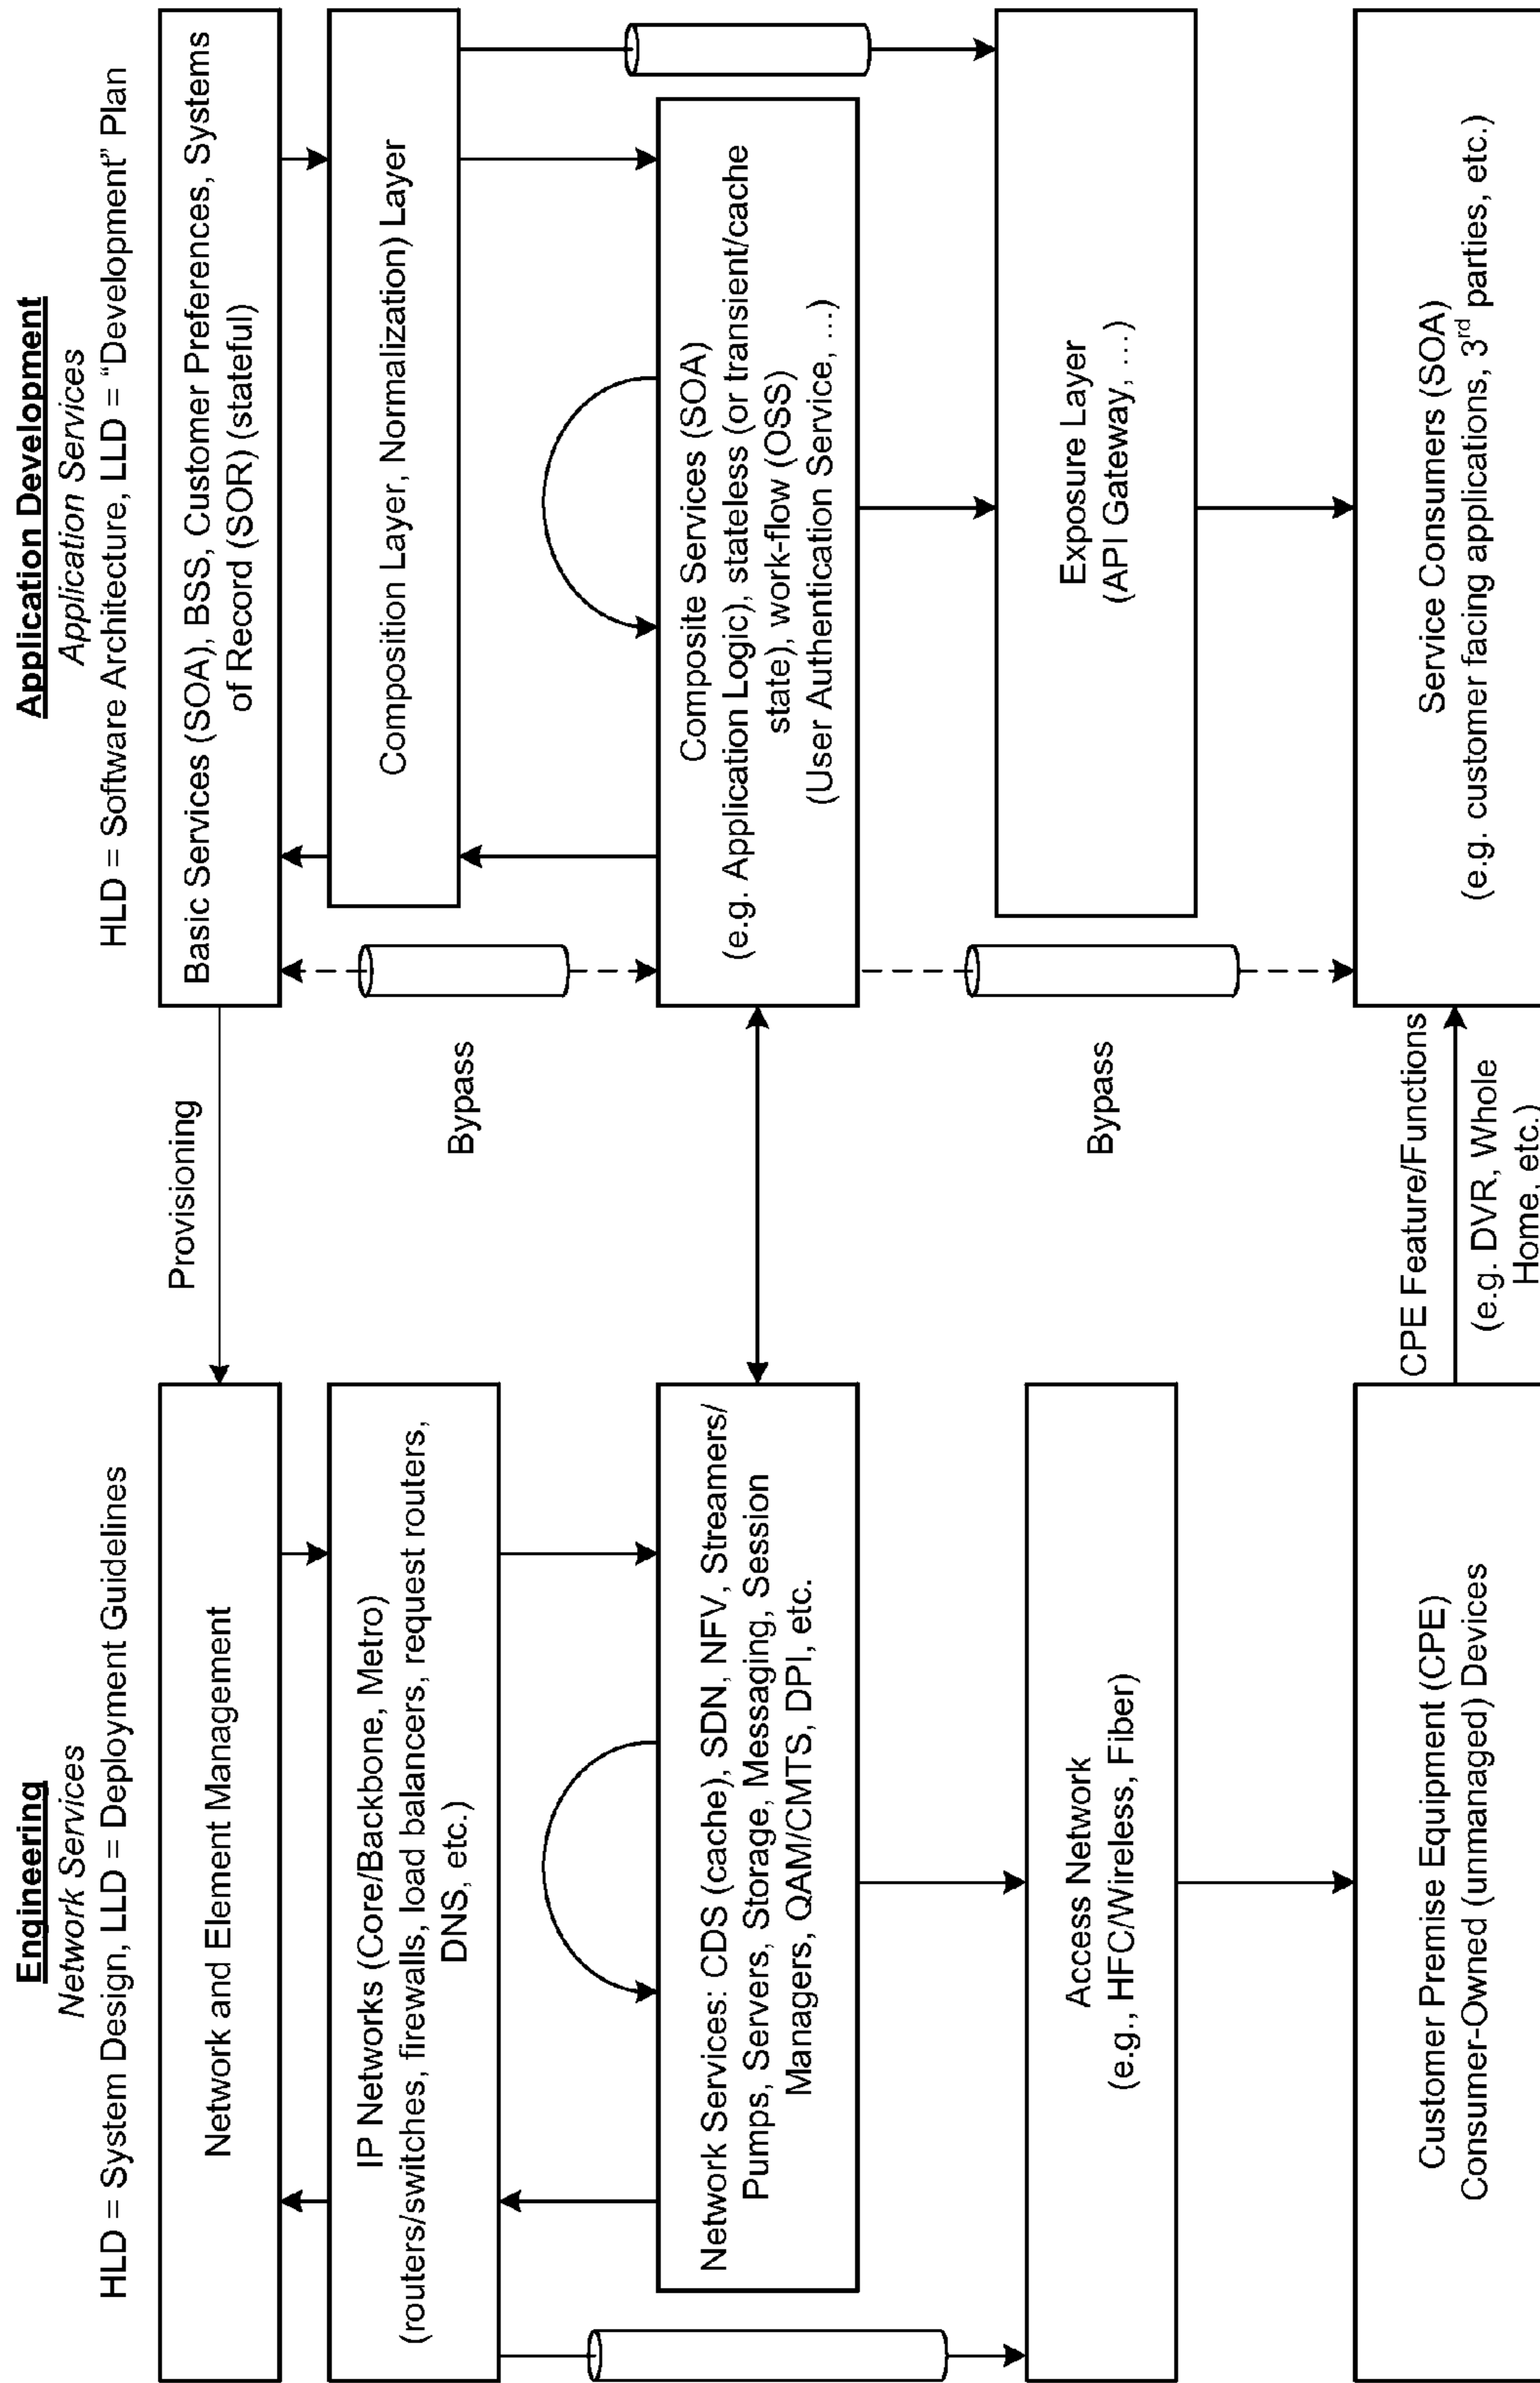 Engineering
Network Services
HLD = System Design, LLD = Deployment Guidelines
Network and Element Management
IP Networks (Core/Backbone, Metro)
(routers/switches, firewalls, load balancers, request routers,
DNS, etc.)
Network Services: CDS (cache), SDN, NFV, Streamers/
Pumps, Servers, Storage, Messaging, Session
Managers, QAM/CMTS, DPI, etc.
Access Network
(e.g., HFC/Wireless, Fiber)
Customer Premise Equipment (CPE)
Consumer-Owned (unmanaged) Devices
Provisioning
Bypass
Bypass
CPE Feature/Functions
(e.g. DVR, Whole
Home, etc.)
Application Development
Application Services
HLD = Software Architecture, LLD = “Development” Plan
Basic Services (SOA), BSS, Customer Preferences, Systems
of Record (SOR) (stateful)
Composition Layer, Normalization) Layer
Composite Services (SOA)
(e.g. Application Logic), stateless (or transient/cache
state), work-flow (OSS)
(User Authentication Service, …)
Exposure Layer
(API Gateway, …)
Service Consumers (SOA)
(e.g. customer facing applications, 3rd parties, etc.)